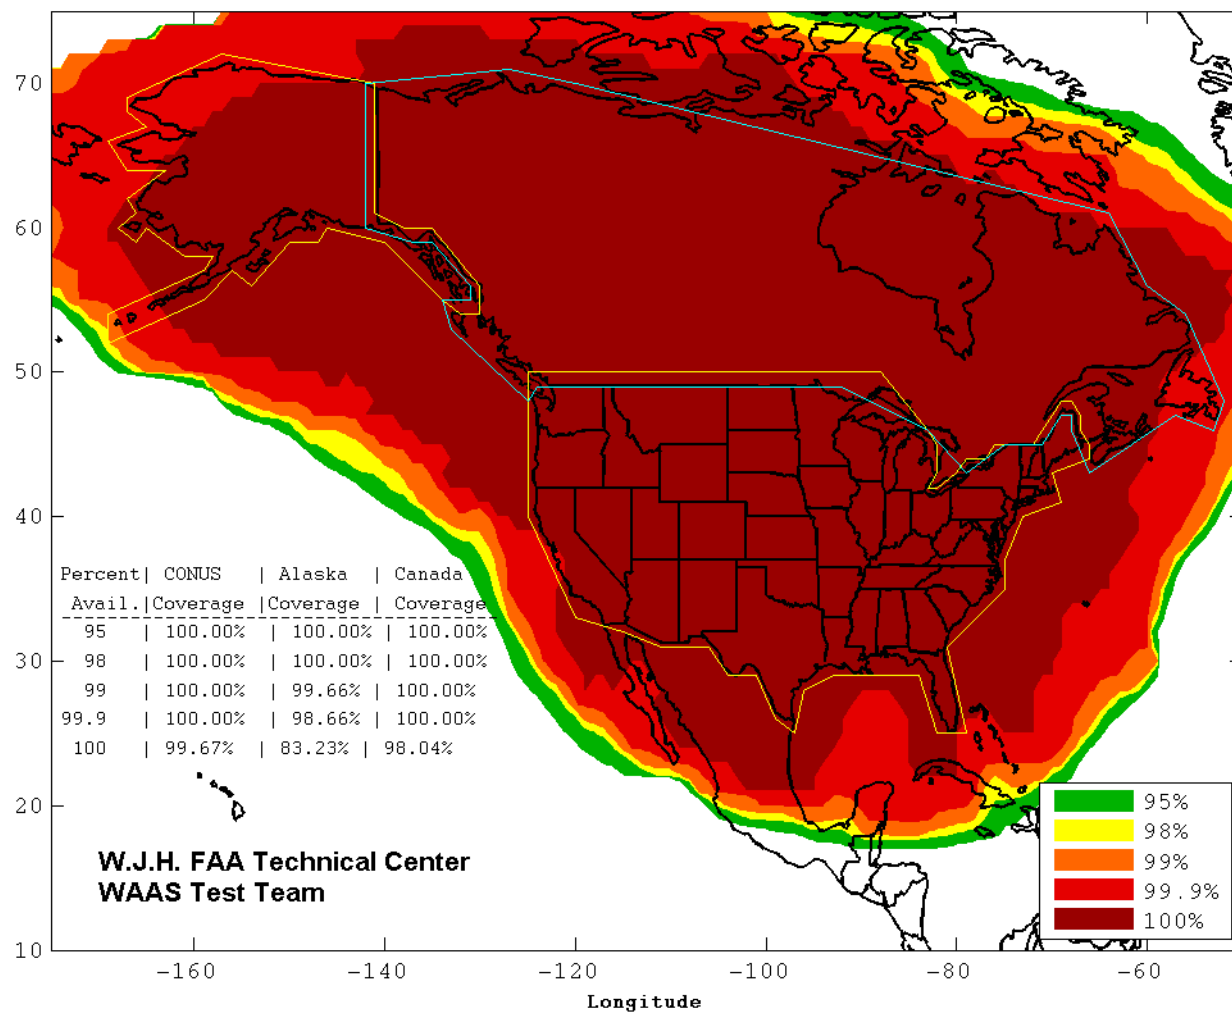 70
60
50
40
Percent| CONUS | Alaska | Canada
Avail.|Coverage |Coverage | Coverage
95 | 100.00% | 100.00% | 100.00%
30
98 | 100.00% | 100.00% | 100.00%
99 | 100.00% | 99.66% | 100.00%
99.9 | 100.00% | 98.66% | 100.00%
100 | 99.67% | 83.23% | 98.04%
20
95%
98%
99%
99.9%
100%
W.J.H. FAA Technical Center
WAAS Test Team
10
-160 -140 -120 -100 -80 -60
Longitude